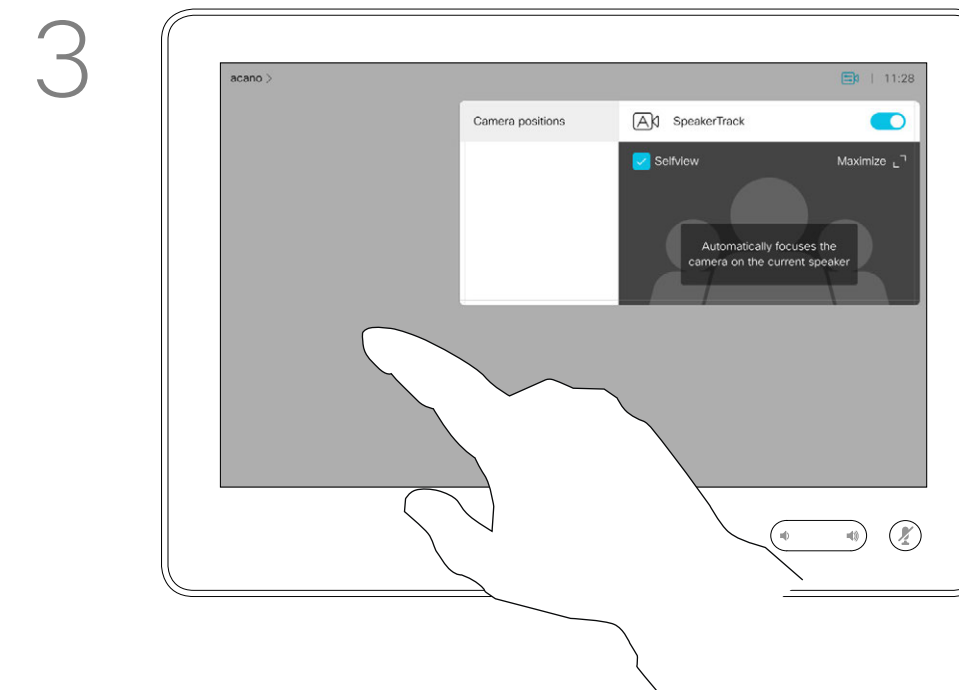 3
acano >
11:28
Camera positions
SpeakerTrack
Selfview
Maximize
Automatically focuses the
camera on the current speaker